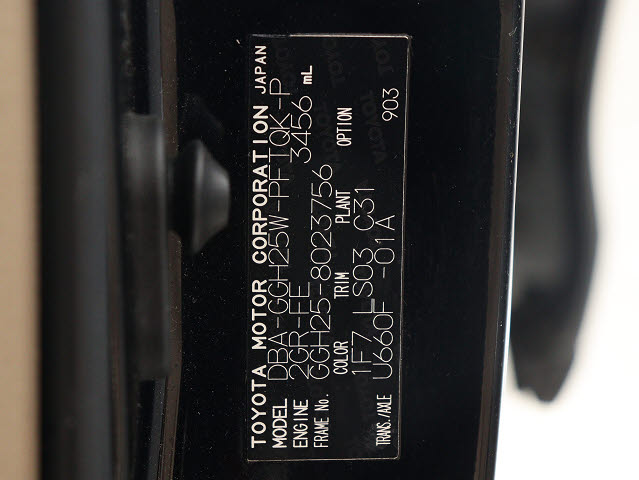 TOYOTA MOTOR CORPORATION JAPAN
MODEL DBA-GGH25W-PFTQK-P
ENGINE 2GR-FE 3456 mL
FRAME No. GGH25-8023756
COLOR TRIM PLANT OPTION
1F7 LS03 C31
TRANS./AXLE U660F -01A 903